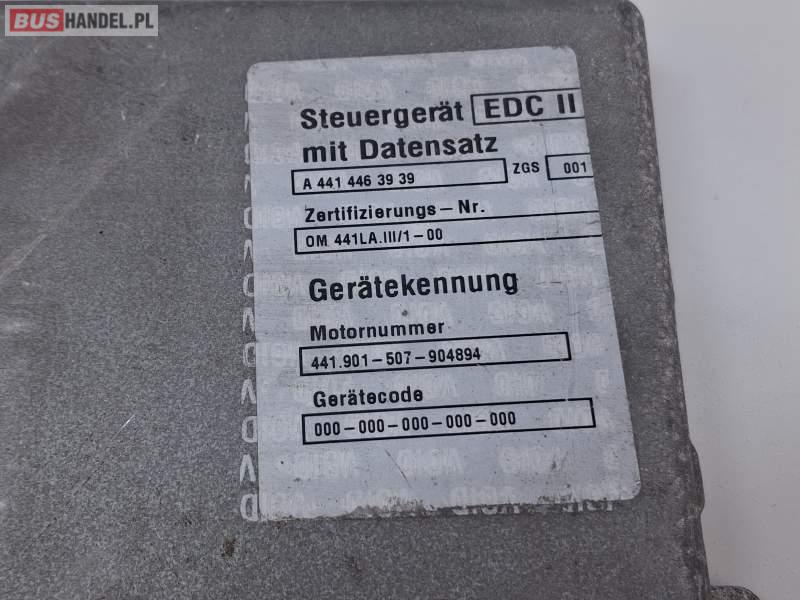 BUSHANDEL.PL
Steuergerät EDC II
mit Datensatz
A 441 446 39 39 ZGS 001
Zertifizierungs-Nr.
OM 441LA.III/1-00
Gerätekennung
Motornummer
441.901-507-904894
Gerätecode
000-000-000-000-000